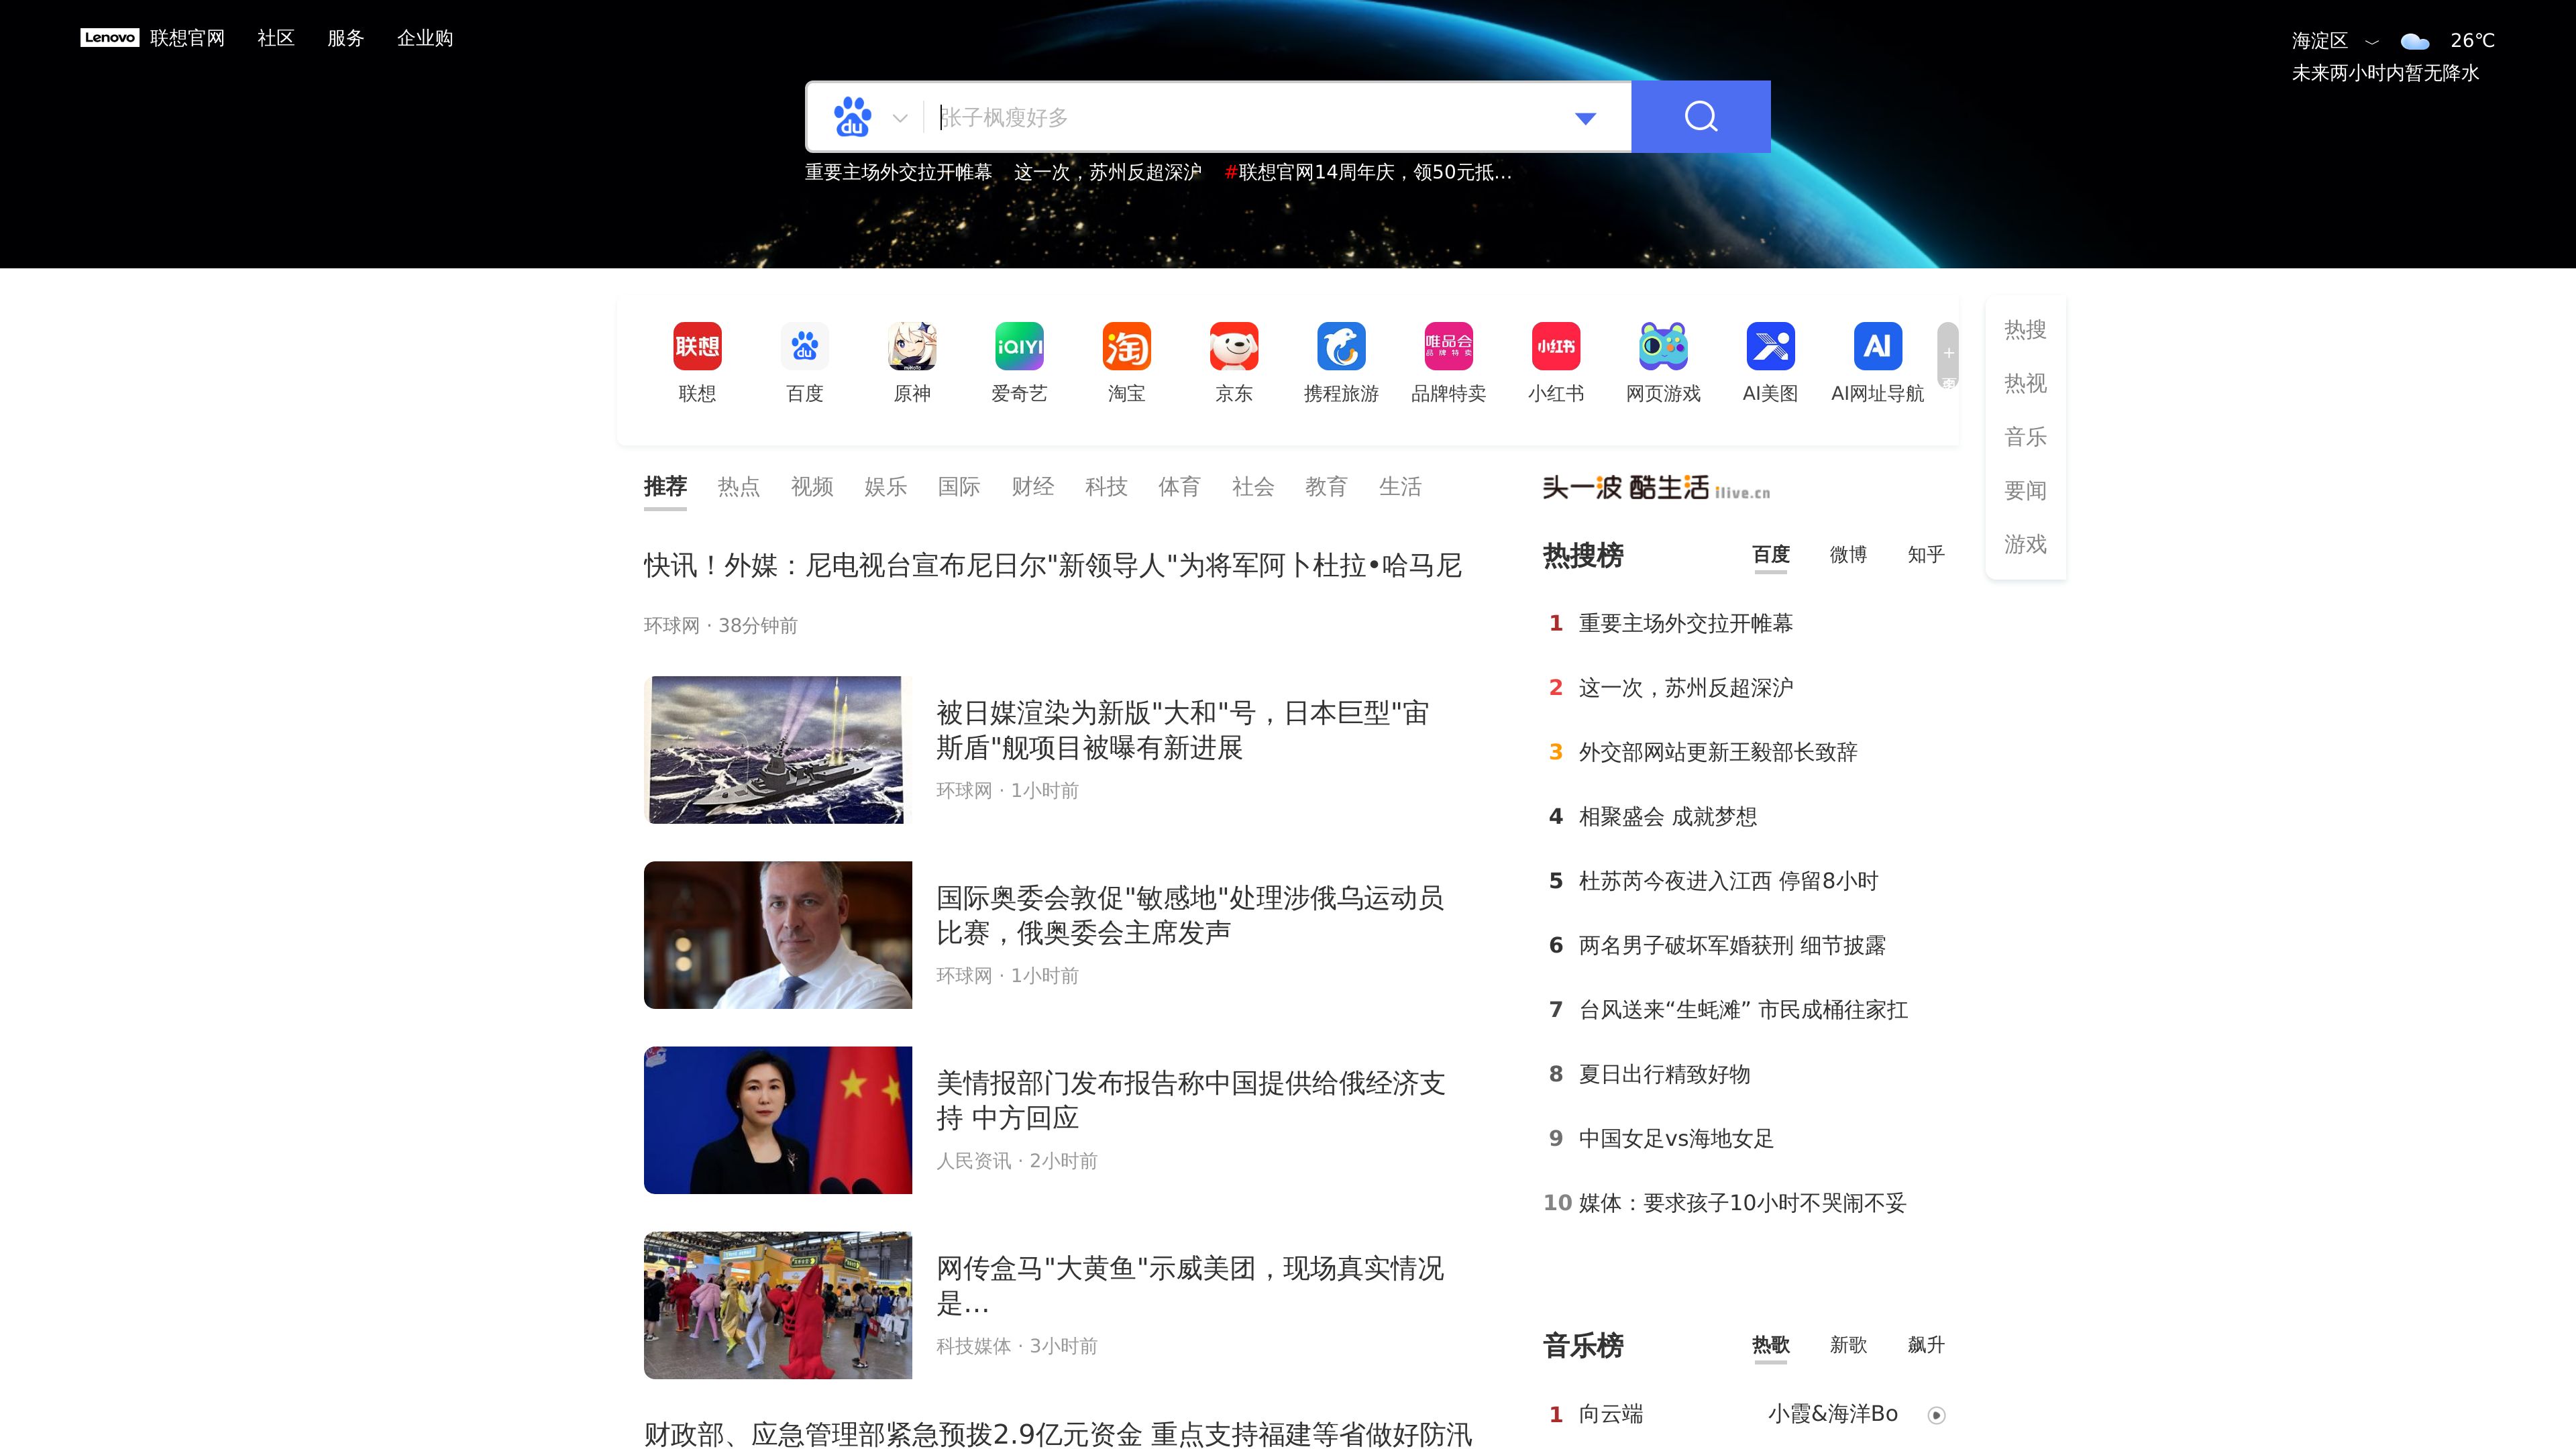 Lenovo 联想官网 社区 服务 企业购
海淀区 26℃
未来两小时内暂无降水
du 张子枫瘦好多
重要主场外交拉开帷幕 这一次，苏州反超深沪 #联想官网14周年庆，领50元抵...
联想 du miHoYo iQIYI 淘 唯品会 品牌特卖 小红书 AI +
联想 百度 原神 爱奇艺 淘宝 京东 携程旅游 品牌特卖 小红书 网页游戏 AI美图 AI网址导航
热搜
热视
音乐
要闻
游戏
推荐 热点 视频 娱乐 国际 财经 科技 体育 社会 教育 生活
快讯！外媒：尼电视台宣布尼日尔"新领导人"为将军阿卜杜拉•哈马尼
环球网 · 38分钟前
被日媒渲染为新版"大和"号，日本巨型"宙
斯盾"舰项目被曝有新进展
环球网 · 1小时前
国际奥委会敦促"敏感地"处理涉俄乌运动员
比赛，俄奥委会主席发声
环球网 · 1小时前
美情报部门发布报告称中国提供给俄经济支
持 中方回应
人民资讯 · 2小时前
网传盒马"大黄鱼"示威美团，现场真实情况
是...
科技媒体 · 3小时前
财政部、应急管理部紧急预拨2.9亿元资金 重点支持福建等省做好防汛
头一波 酷生活 ilive.cn
热搜榜 百度 微博 知乎
1 重要主场外交拉开帷幕
2 这一次，苏州反超深沪
3 外交部网站更新王毅部长致辞
4 相聚盛会 成就梦想
5 杜苏芮今夜进入江西 停留8小时
6 两名男子破坏军婚获刑 细节披露
7 台风送来“生蚝滩” 市民成桶往家扛
8 夏日出行精致好物
9 中国女足vs海地女足
10 媒体：要求孩子10小时不哭闹不妥
音乐榜 热歌 新歌 飙升
1 向云端 小霞&海洋Bo